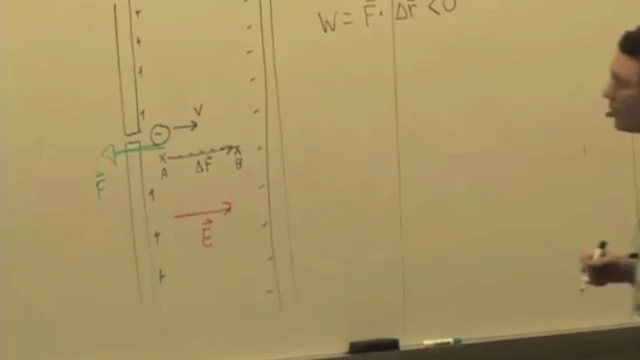 W = F⃗ · Δr⃗ < 0
+ -
+ -
+ -
+ -
- v
A Δr⃗ B
F⃗
+ -
E⃗
+ -
+ -
-